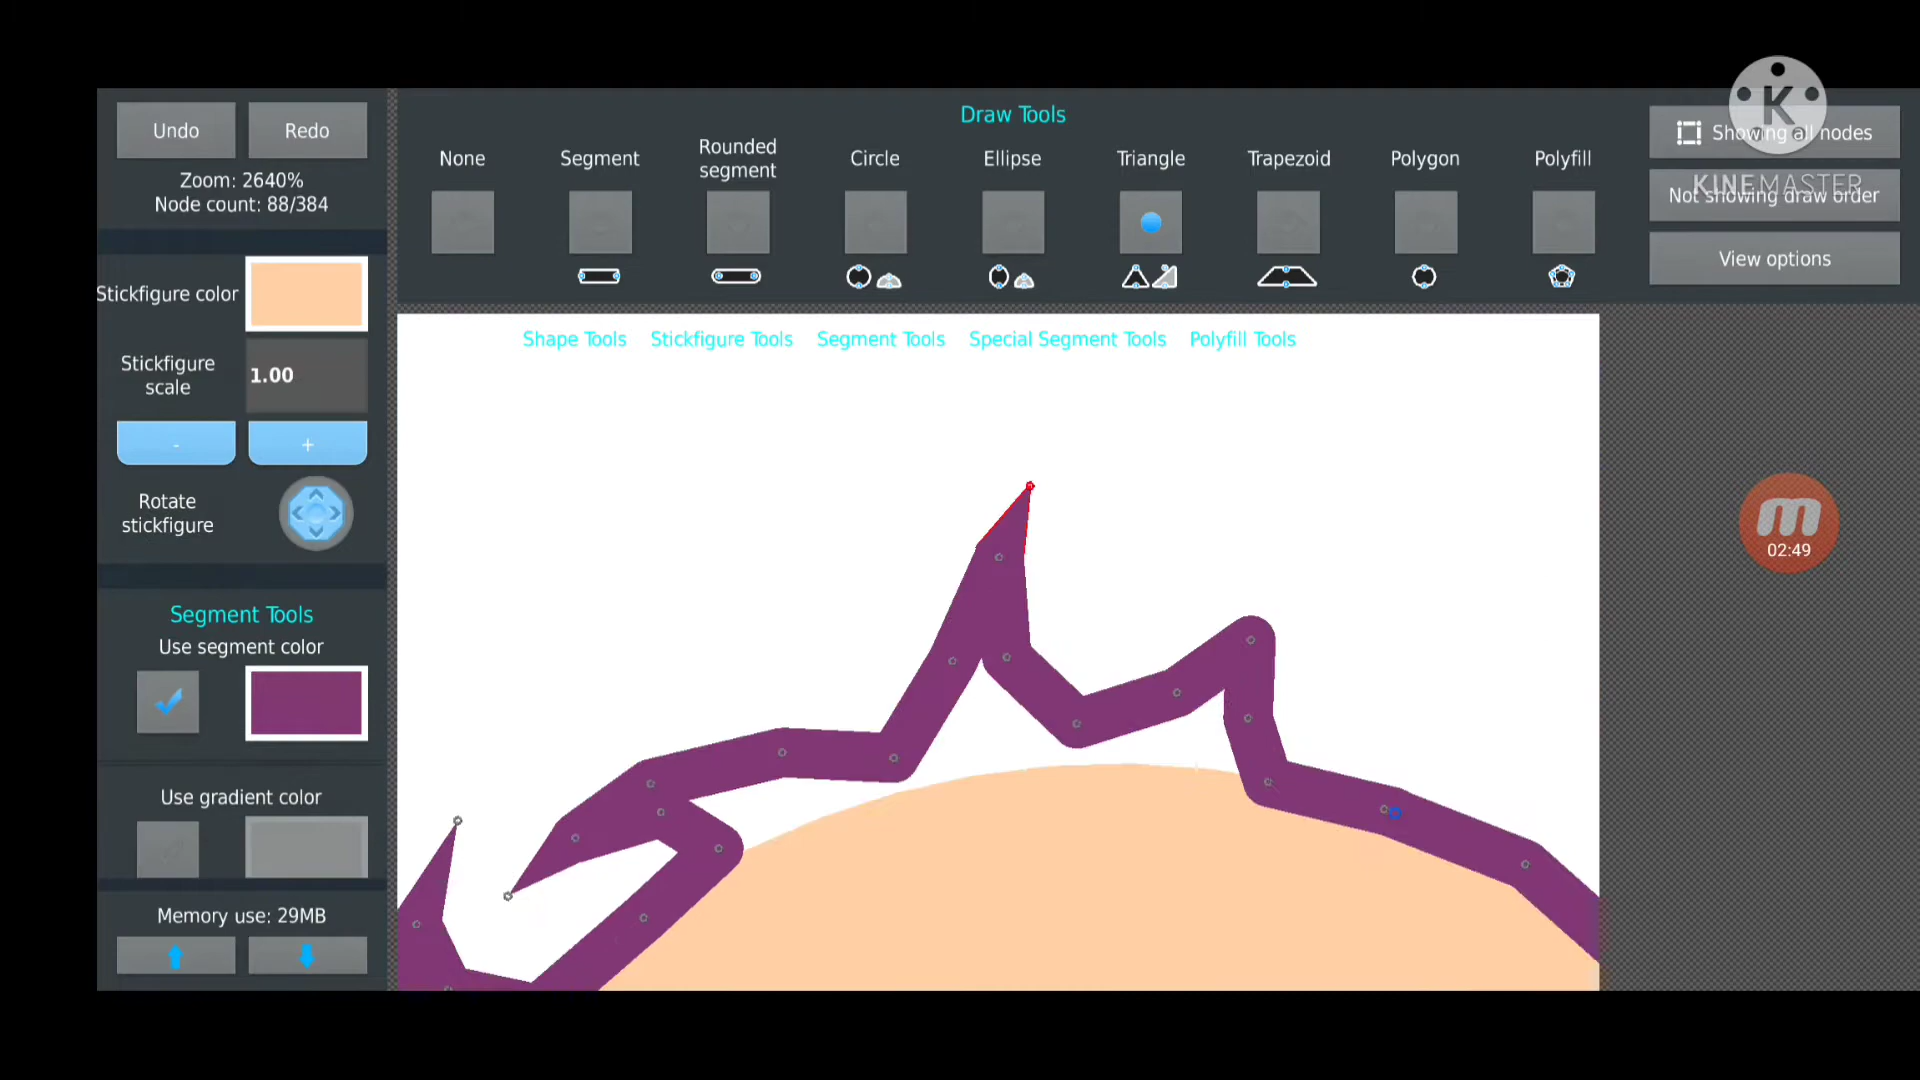 Undo
Redo
Zoom: 2640%
Node count: 88/384
Stickfigure color
Stickfigure
scale
1.00
-
+
Rotate
stickfigure
Segment Tools
Use segment color
Use gradient color
Memory use: 29MB
Draw Tools
None
Segment
Rounded
segment
Circle
Ellipse
Triangle
Trapezoid
Polygon
Polyfill
K
Showing all nodes
KINEMASTER
Not showing draw order
View options
Shape Tools
Stickfigure Tools
Segment Tools
Special Segment Tools
Polyfill Tools
m
02:49